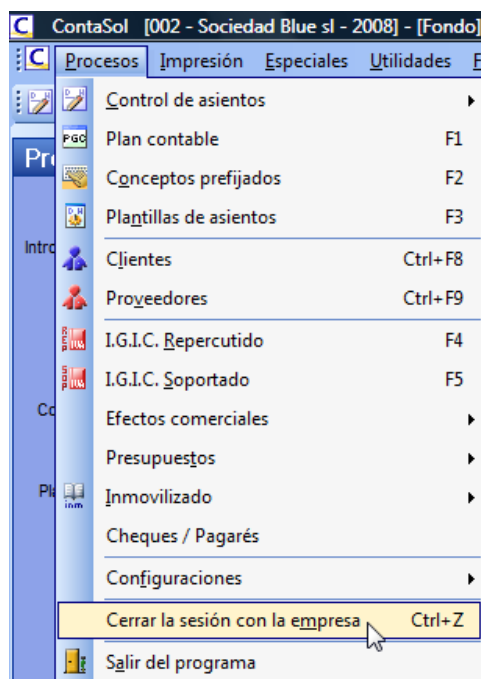 C ContaSol [002 - Sociedad Blue sl - 2008] - [Fondo]
C Procesos Impresión Especiales Utilidades
Control de asientos
PGC Plan contable F1
Conceptos prefijados F2
Plantillas de asientos F3
Clientes Ctrl+F8
Proveedores Ctrl+F9
I.G.I.C. Repercutido F4
I.G.I.C. Soportado F5
Efectos comerciales
Presupuestos
inm Inmovilizado
Cheques / Pagarés
Configuraciones
Cerrar la sesión con la empresa Ctrl+Z
Salir del programa